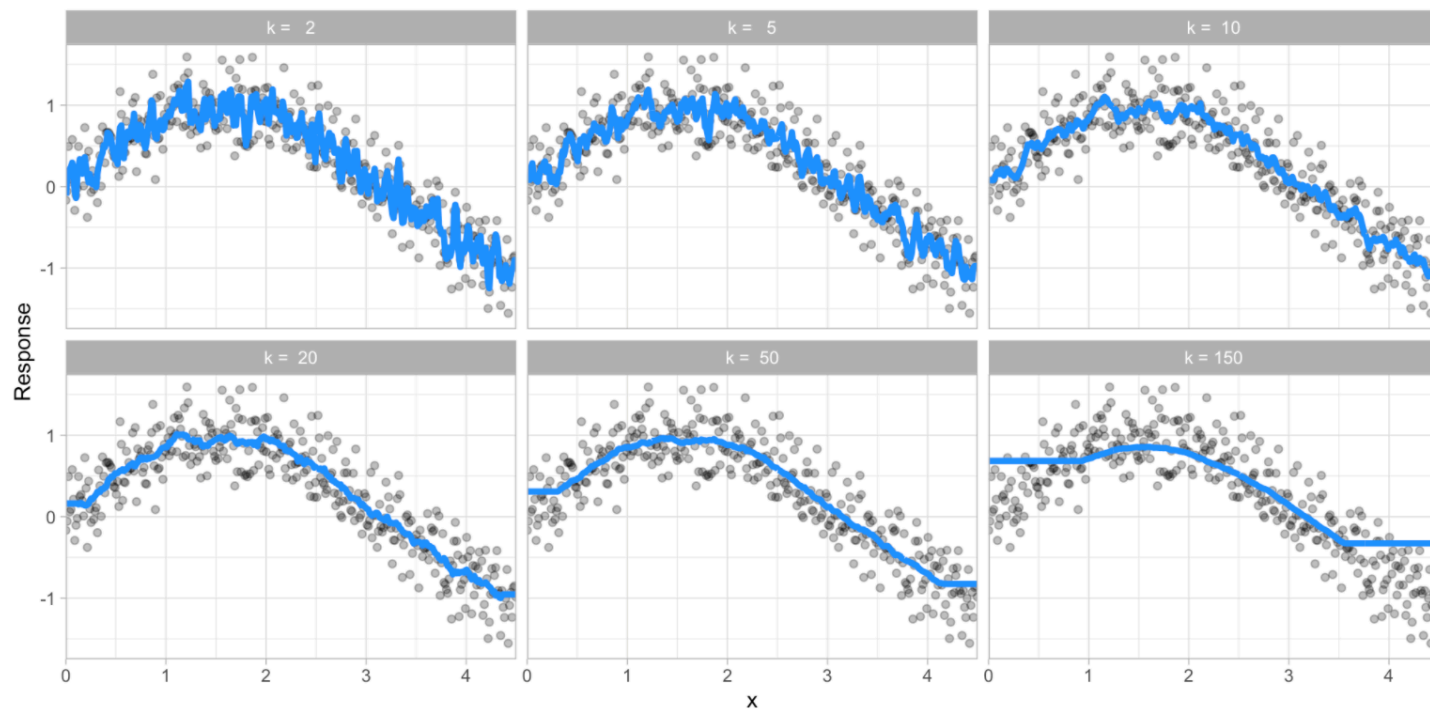 k = 2
k = 5
k = 10
1
0
-1
Response
k = 20
k = 50
k = 150
1
0
-1
0 1 2 3 4
0 1 2 3 4
0 1 2 3 4
x